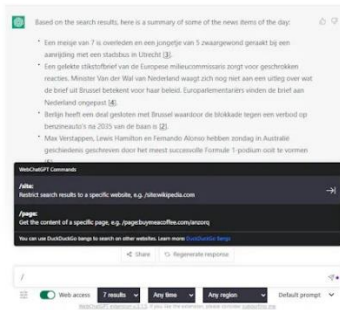 Based on the search results, here is a summary of some of the news items of the day:
Een meisje van 7 is overleden en een jongetje van 5 zwaargewond geraakt bij een
aanrijding met een stadsbus in Utrecht [3].
Een gelekte stikstofbrief van de Europese milieucommissaris zorgt voor geschrokken
reacties. Minister Van der Wal van Nederland waagt zich nog niet aan een uitleg over wat
de brief uit Brussel betekent voor haar beleid. Europarlementariërs vinden de brief aan
Nederland ongepast [4].
Berlijn heeft een deal gesloten met Brussel waardoor de blokkade tegen een verbod op
benzineauto's na 2035 van de baan is [2].
Max Verstappen, Lewis Hamilton en Fernando Alonso hebben zondag in Australië
geschiedenis geschreven door het meest succesvolle Formule 1-podium ooit te vormen
WebChatGPT Commands
/site:
Restrict search results to a specific website, e.g. /site:wikipedia.com
/page:
Get the content of a specific page, e.g. /page:buymeacoffee.com/anzorq
You can use DuckDuckGo bangs to search on other websites. Learn more: DuckDuckGo bangs
Share
Regenerate response
/
Web access
7 results
Any time
Any region
Default prompt